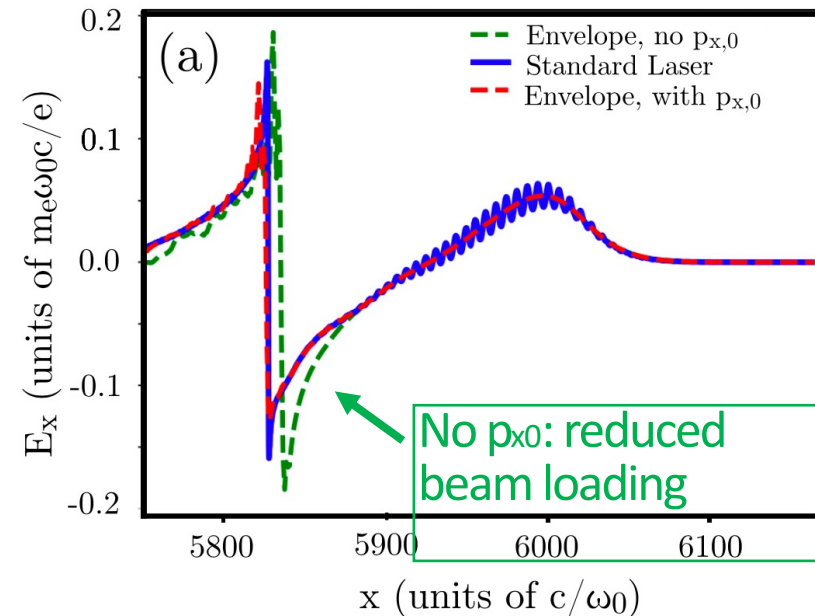 0.2
(a)
Envelope, no pₓ,₀
Standard Laser
Envelope, with pₓ,₀
0.1
0.0
-0.1
-0.2
Eₓ (units of mₑω₀c/e)
No pₓ₀: reduced
beam loading
5800 5900 6000 6100
x (units of c/ω₀)